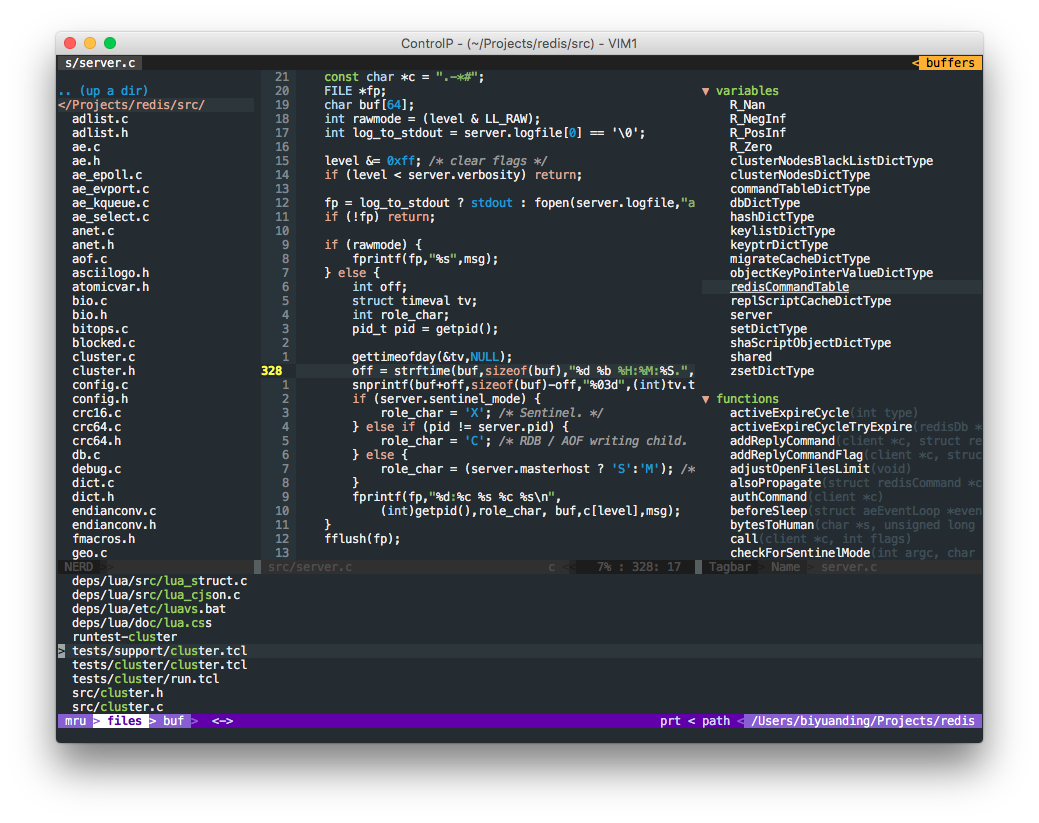 ControlP - (~/Projects/redis/src) - VIM1
s/server.c
< buffers
.. (up a dir)
</Projects/redis/src/
adlist.c
adlist.h
ae.c
ae.h
ae_epoll.c
ae_evport.c
ae_kqueue.c
ae_select.c
anet.c
anet.h
aof.c
asciilogo.h
atomicvar.h
bio.c
bio.h
bitops.c
blocked.c
cluster.c
cluster.h
config.c
config.h
crc16.c
crc64.c
crc64.h
db.c
debug.c
dict.c
dict.h
endianconv.c
endianconv.h
fmacros.h
geo.c
NERD >
21 const char *c = ".-*#";
20 FILE *fp;
19 char buf[64];
18 int rawmode = (level & LL_RAW);
17 int log_to_stdout = server.logfile[0] == '\0';
16
15 level &= 0xff; /* clear flags */
14 if (level < server.verbosity) return;
13
12 fp = log_to_stdout ? stdout : fopen(server.logfile,"a
11 if (!fp) return;
10
9 if (rawmode) {
8 fprintf(fp,"%s",msg);
7 } else {
6 int off;
5 struct timeval tv;
4 int role_char;
3 pid_t pid = getpid();
2
1 gettimeofday(&tv,NULL);
328 off = strftime(buf,sizeof(buf),"%d %b %H:%M:%S.",
1 snprintf(buf+off,sizeof(buf)-off,"%03d",(int)tv.t
2 if (server.sentinel_mode) {
3 role_char = 'X'; /* Sentinel. */
4 } else if (pid != server.pid) {
5 role_char = 'C'; /* RDB / AOF writing child.
6 } else {
7 role_char = (server.masterhost ? 'S':'M'); /*
8 }
9 fprintf(fp,"%d:%c %s %c %s\n",
10 (int)getpid(),role_char, buf,c[level],msg);
11 }
12 fflush(fp);
13
src/server.c c < 7% : 328: 17
▼ variables
R_Nan
R_NegInf
R_PosInf
R_Zero
clusterNodesBlackListDictType
clusterNodesDictType
commandTableDictType
dbDictType
hashDictType
keylistDictType
keyptrDictType
migrateCacheDictType
objectKeyPointerValueDictType
redisCommandTable
replScriptCacheDictType
server
setDictType
shaScriptObjectDictType
shared
zsetDictType
▼ functions
activeExpireCycle(int type)
activeExpireCycleTryExpire(redisDb *
addReplyCommand(client *c, struct re
addReplyCommandFlag(client *c, struc
adjustOpenFilesLimit(void)
alsoPropagate(struct redisCommand *c
authCommand(client *c)
beforeSleep(struct aeEventLoop *even
bytesToHuman(char *s, unsigned long
call(client *c, int flags)
checkForSentinelMode(int argc, char
Tagbar > Name > server.c
deps/lua/src/lua_struct.c
deps/lua/src/lua_cjson.c
deps/lua/etc/luavs.bat
deps/lua/doc/lua.css
runtest-cluster
> tests/support/cluster.tcl
tests/cluster/cluster.tcl
tests/cluster/run.tcl
src/cluster.h
src/cluster.c
mru > files > buf > <-> prt < path < /Users/biyuanding/Projects/redis